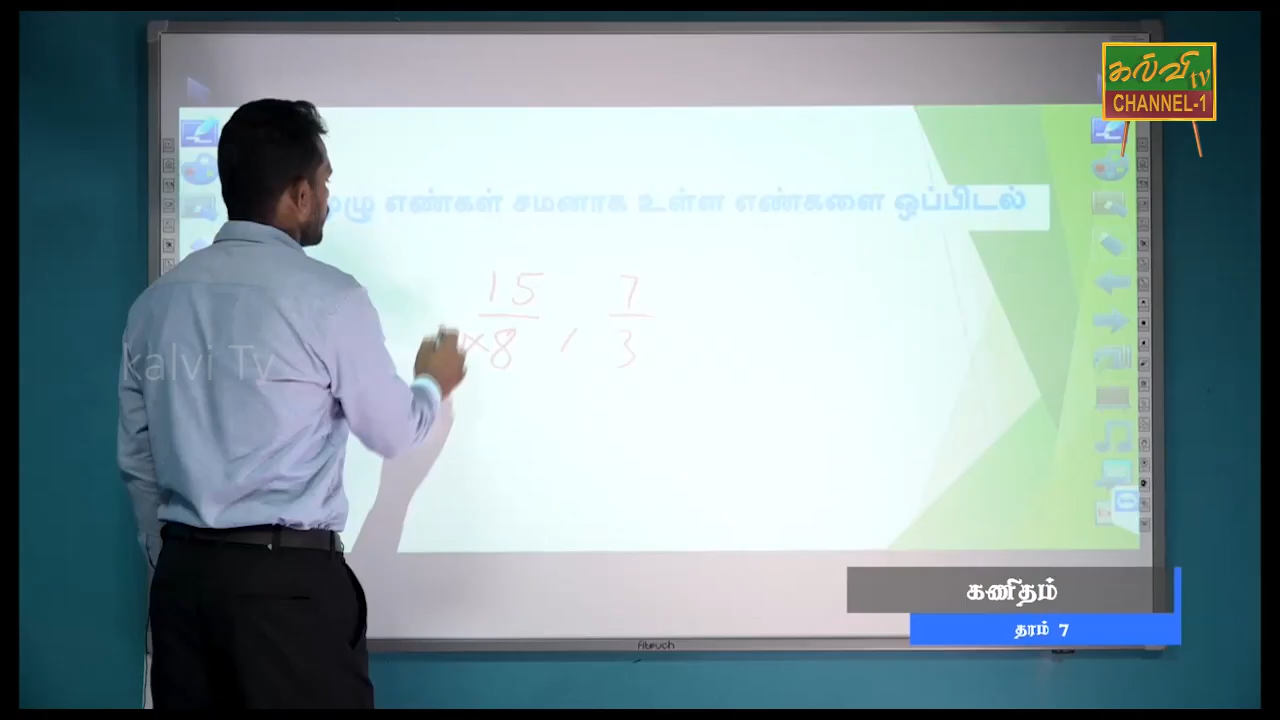 கல்வி tv
CHANNEL-1
எண்கள் சமனாக உள்ள எண்களை ஒப்பிடல்
15 7
×8 , 3
kalvi Tv
கணிதம்
தரம் 7